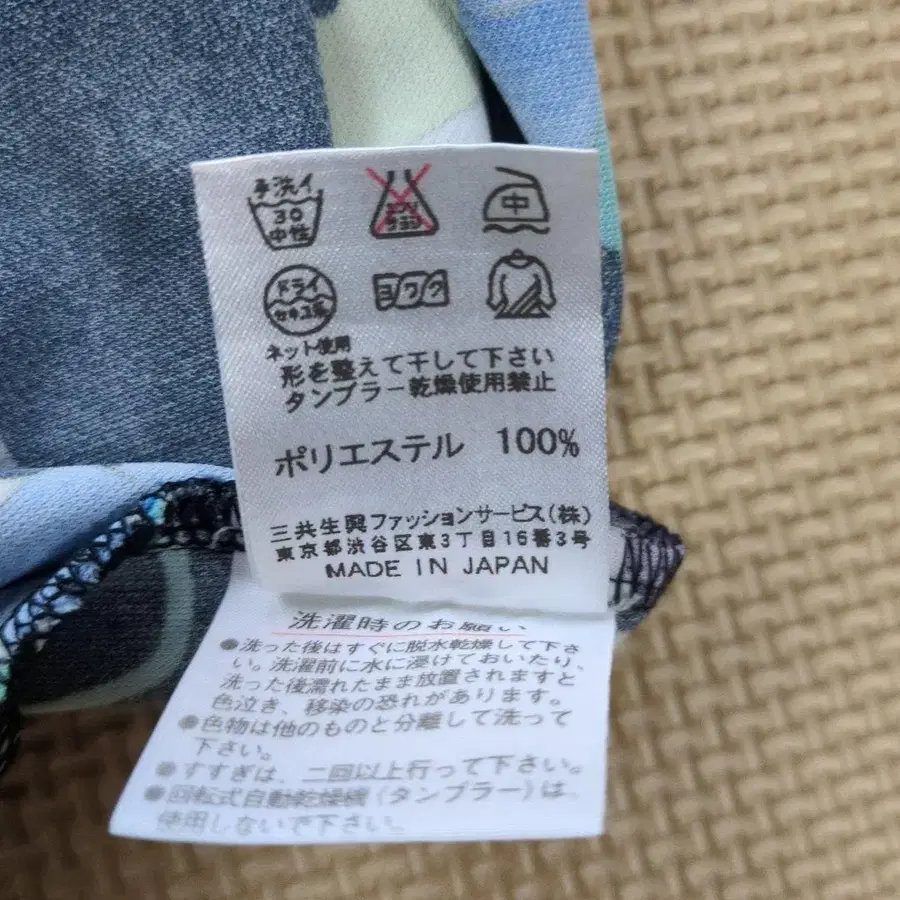 手洗イ
30
中性
エンソ
サラシ
中
ドライ
セキユ系
ヨワク
ネット使用
形を整えて干して下さい
タンブラー乾燥使用禁止
ポリエステル 100%
三共生興ファッションサービス(株)
東京都渋谷区東3丁目16番3号
MADE IN JAPAN
洗濯時のお願い
●洗った後はすぐに脱水乾燥して下さ
い。洗濯前に水に浸けておいたり、
洗った後濡れたまま放置されますと
色泣き、移染の恐れがあります。
●色物は他のものと分離して洗って
下さい。
●すすぎは、二回以上行って下さい。
●回転式自動乾燥機(タンブラー)は、
使用しないで下さい。